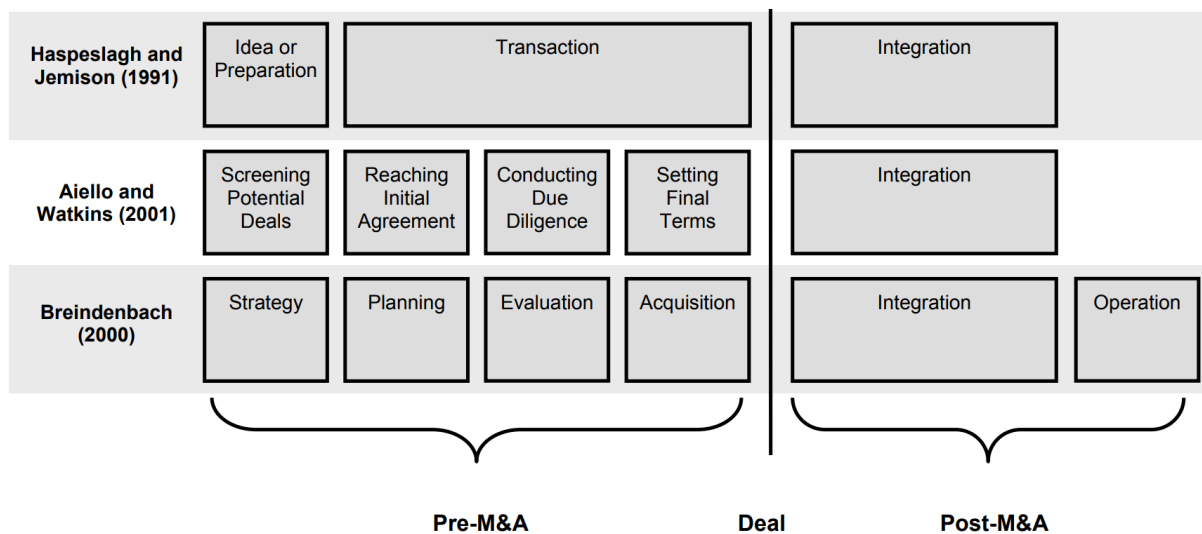 Haspeslagh and
Jemison (1991)
Idea or
Preparation
Transaction
Integration
Aiello and
Watkins (2001)
Screening
Potential
Deals
Reaching
Initial
Agreement
Conducting
Due
Diligence
Setting
Final
Terms
Integration
Breindenbach
(2000)
Strategy
Planning
Evaluation
Acquisition
Integration
Operation
Pre-M&A
Deal
Post-M&A